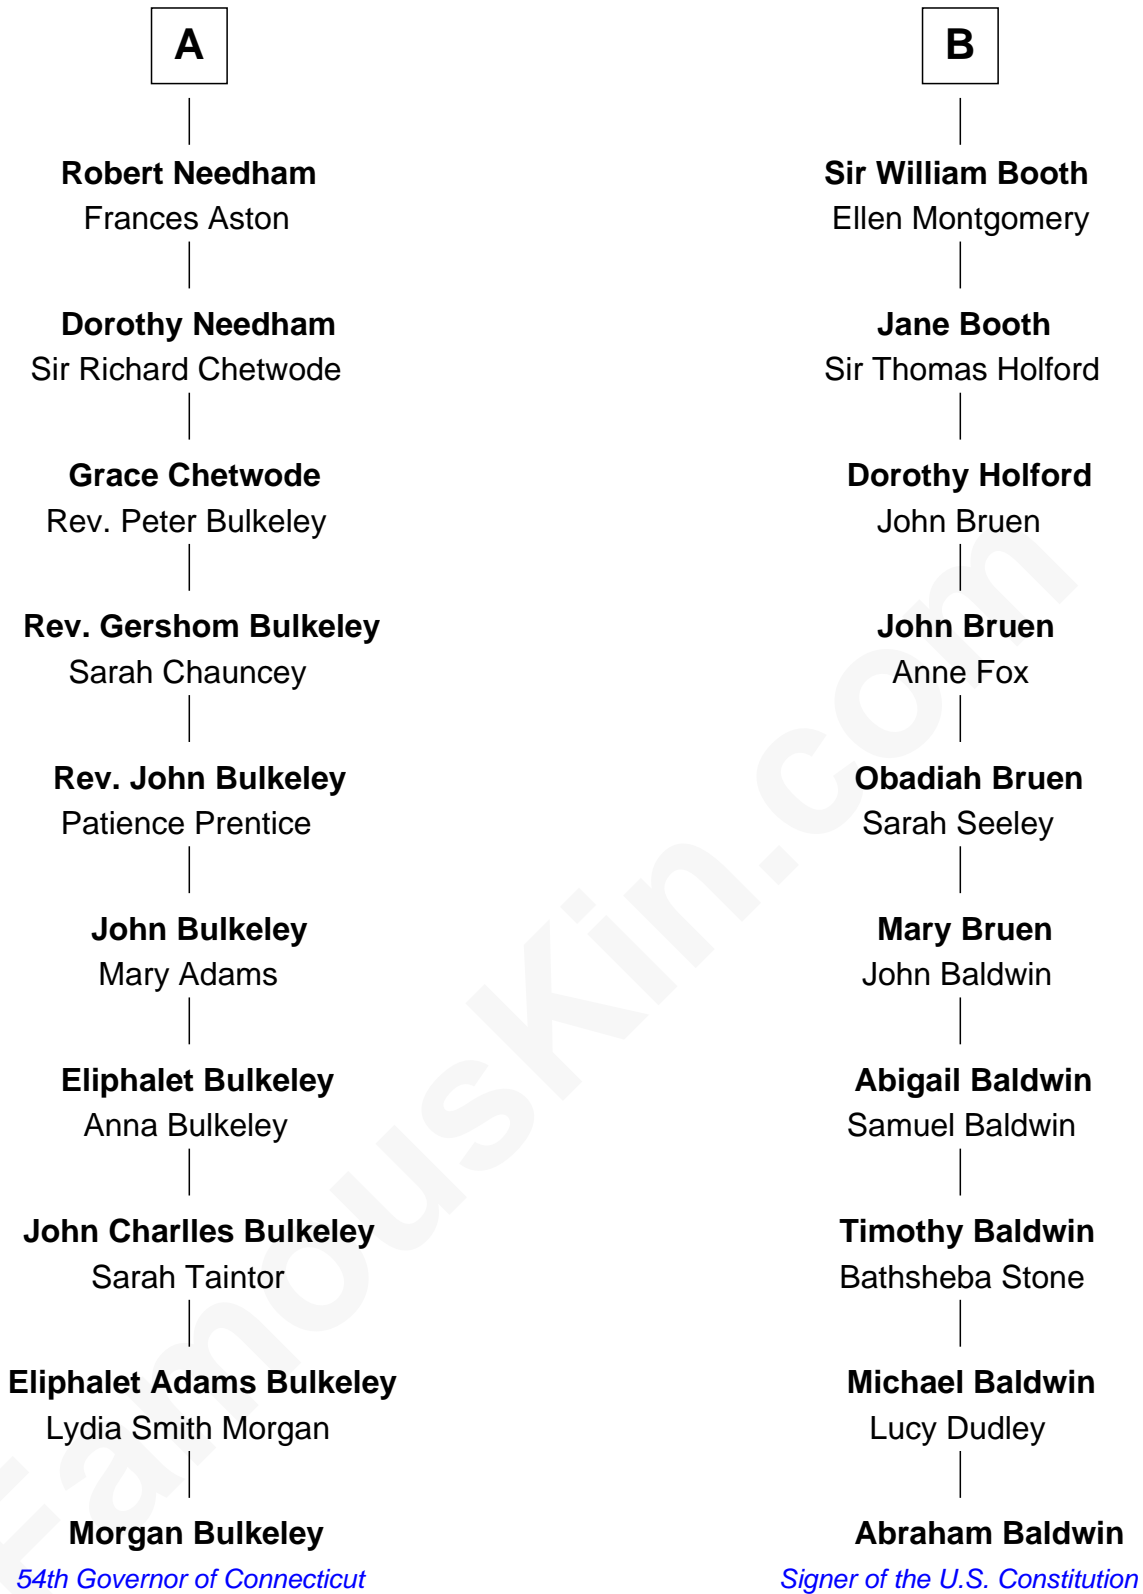 A
Robert Needham
Frances Aston
Dorothy Needham
Sir Richard Chetwode
Grace Chetwode
Rev. Peter Bulkeley
Rev. Gershom Bulkeley
Sarah Chauncey
Rev. John Bulkeley
Patience Prentice
John Bulkeley
Mary Adams
Eliphalet Bulkeley
Anna Bulkeley
John Charlles Bulkeley
Sarah Taintor
Eliphalet Adams Bulkeley
Lydia Smith Morgan
Morgan Bulkeley
54th Governor of Connecticut
B
Sir William Booth
Ellen Montgomery
Jane Booth
Sir Thomas Holford
Dorothy Holford
John Bruen
John Bruen
Anne Fox
Obadiah Bruen
Sarah Seeley
Mary Bruen
John Baldwin
Abigail Baldwin
Samuel Baldwin
Timothy Baldwin
Bathsheba Stone
Michael Baldwin
Lucy Dudley
Abraham Baldwin
Signer of the U.S. Constitution
FamousKin.com